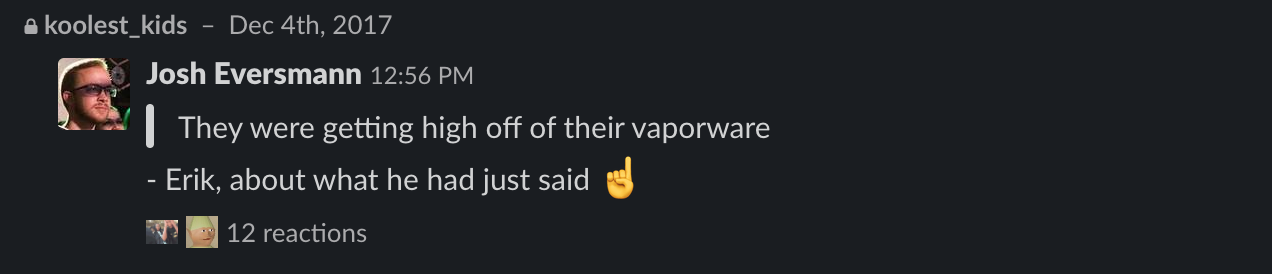 koolest_kids – Dec 4th, 2017
Josh Eversmann 12:56 PM
They were getting high off of their vaporware
- Erik, about what he had just said ☝️
12 reactions